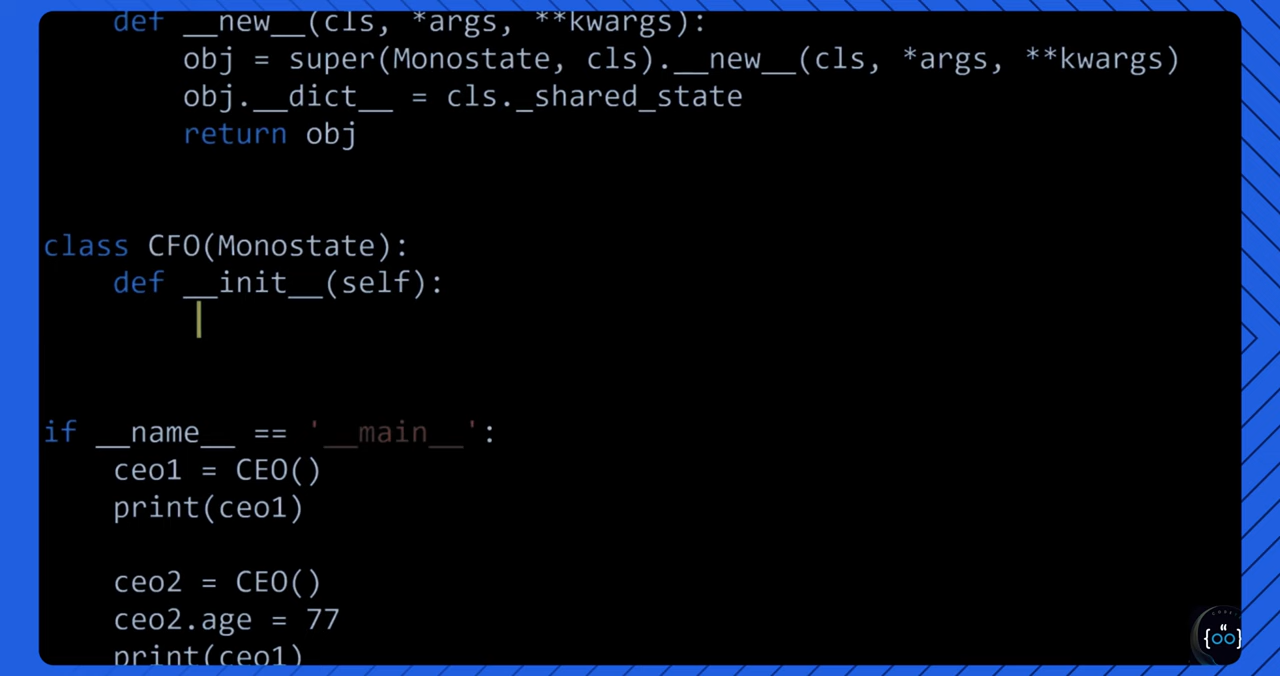 def __new__(cls, *args, **kwargs):
obj = super(Monostate, cls).__new__(cls, *args, **kwargs)
obj.__dict__ = cls._shared_state
return obj
class CFO(Monostate):
def __init__(self):
if __name__ == '__main__':
ceo1 = CEO()
print(ceo1)
ceo2 = CEO()
ceo2.age = 77
print(ceo1)